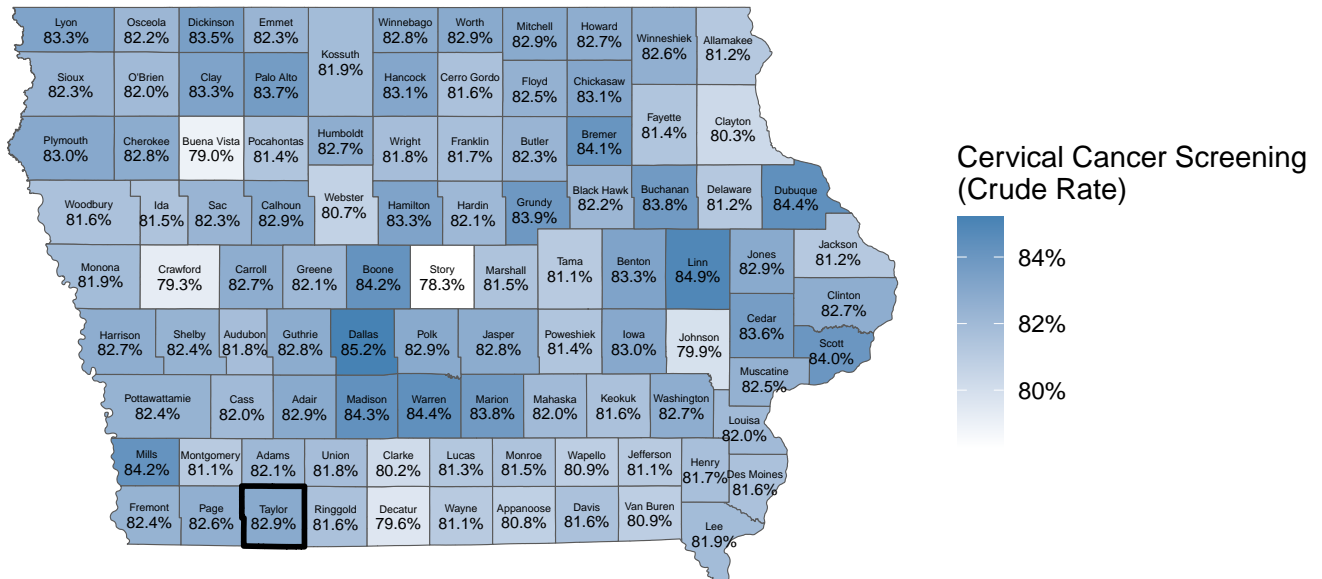 Lyon
83.3%
Osceola
82.2%
Dickinson
83.5%
Emmet
82.3%
Kossuth
81.9%
Winnebago
82.8%
Worth
82.9%
Mitchell
82.9%
Howard
82.7%
Winneshiek
82.6%
Allamakee
81.2%
Sioux
82.3%
O'Brien
82.0%
Clay
83.3%
Palo Alto
83.7%
Hancock
83.1%
Cerro Gordo
81.6%
Floyd
82.5%
Chickasaw
83.1%
Fayette
81.4%
Clayton
80.3%
Plymouth
83.0%
Cherokee
82.8%
Buena Vista
79.0%
Pocahontas
81.4%
Humboldt
82.7%
Wright
81.8%
Franklin
81.7%
Butler
82.3%
Bremer
84.1%
Woodbury
81.6%
Ida
81.5%
Sac
82.3%
Calhoun
82.9%
Webster
80.7%
Hamilton
83.3%
Hardin
82.1%
Grundy
83.9%
Black Hawk
82.2%
Buchanan
83.8%
Delaware
81.2%
Dubuque
84.4%
Monona
81.9%
Crawford
79.3%
Carroll
82.7%
Greene
82.1%
Boone
84.2%
Story
78.3%
Marshall
81.5%
Tama
81.1%
Benton
83.3%
Linn
84.9%
Jones
82.9%
Jackson
81.2%
Clinton
82.7%
Harrison
82.7%
Shelby
82.4%
Audubon
81.8%
Guthrie
82.8%
Dallas
85.2%
Polk
82.9%
Jasper
82.8%
Poweshiek
81.4%
Iowa
83.0%
Johnson
79.9%
Cedar
83.6%
Scott
84.0%
Muscatine
82.5%
Pottawattamie
82.4%
Cass
82.0%
Adair
82.9%
Madison
84.3%
Warren
84.4%
Marion
83.8%
Mahaska
82.0%
Keokuk
81.6%
Washington
82.7%
Louisa
82.0%
Mills
84.2%
Montgomery
81.1%
Adams
82.1%
Union
81.8%
Clarke
80.2%
Lucas
81.3%
Monroe
81.5%
Wapello
80.9%
Jefferson
81.1%
Henry
81.7%
Des Moines
81.6%
Fremont
82.4%
Page
82.6%
Taylor
82.9%
Ringgold
81.6%
Decatur
79.6%
Wayne
81.1%
Appanoose
80.8%
Davis
81.6%
Van Buren
80.9%
Lee
81.9%
Cervical Cancer Screening
(Crude Rate)
84%
82%
80%